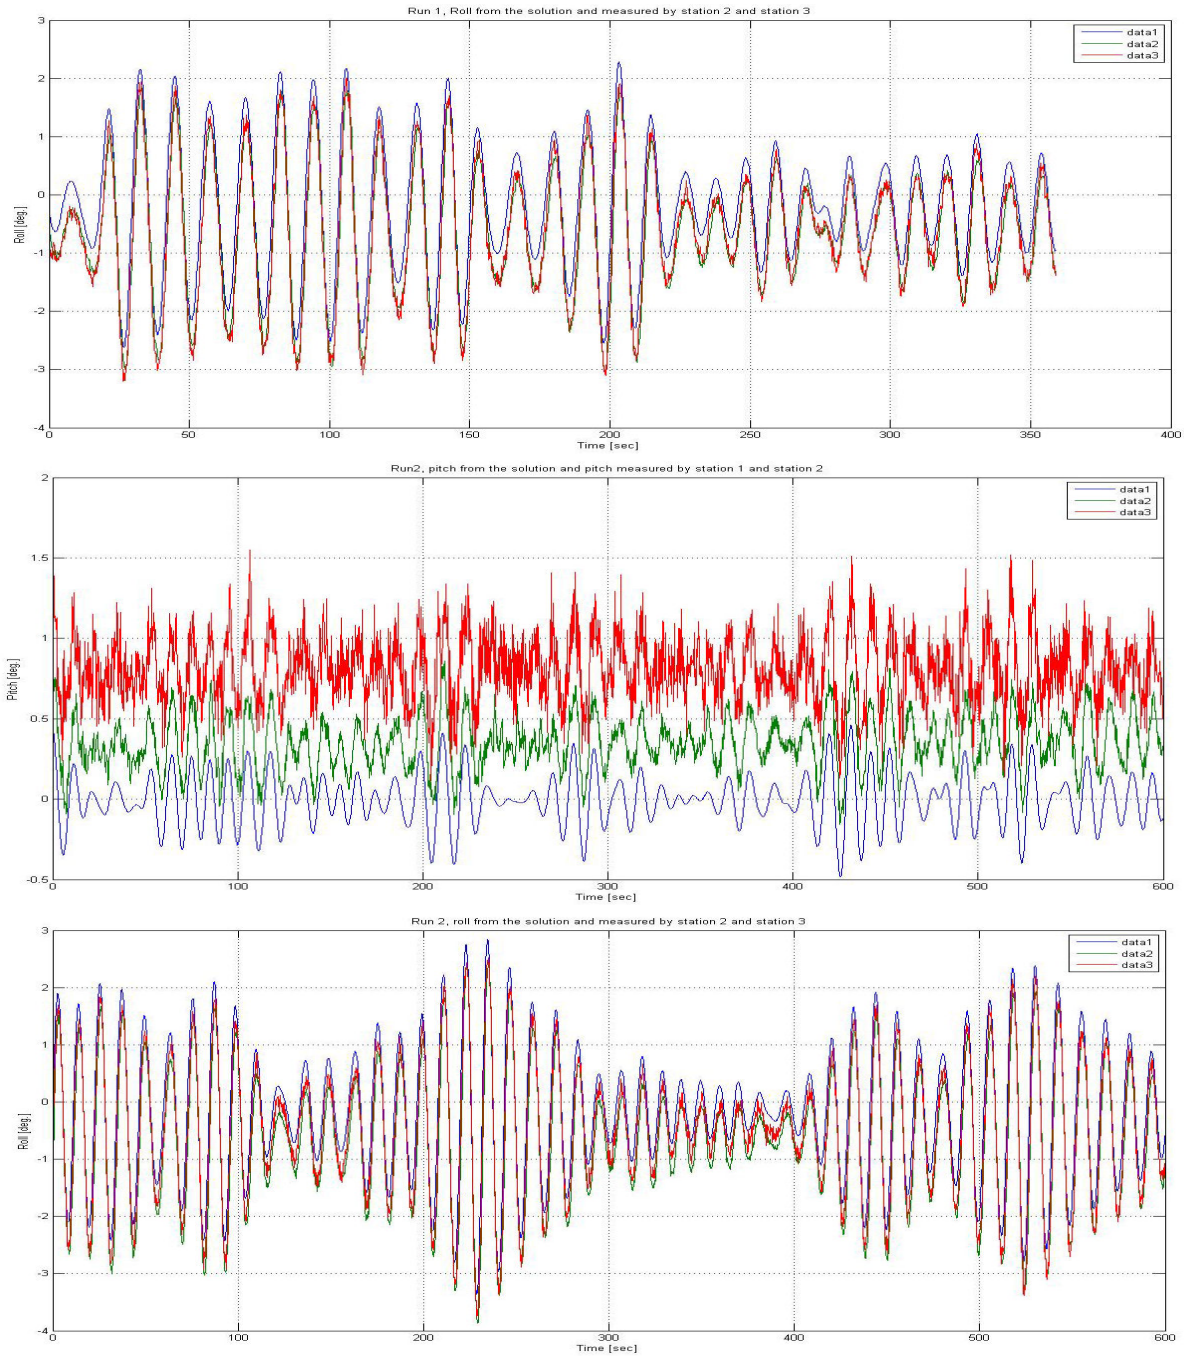 Run 1, Roll from the solution and measured by station 2 and station 3
3
2
1
0
-1
-2
-3
-4
Roll [deg.]
data1
data2
data3
0 50 100 150 200 250 300 350 400
Time [sec]
Run2, pitch from the solution and pitch measured by station 1 and station 2
2
1.5
1
0.5
0
-0.5
Pitch [deg.]
data1
data2
data3
0 100 200 300 400 500 600
Time [sec]
Run 2, roll from the solution and measured by station 2 and station 3
3
2
1
0
-1
-2
-3
-4
Roll [deg.]
data1
data2
data3
0 100 200 300 400 500 600
Time [sec]